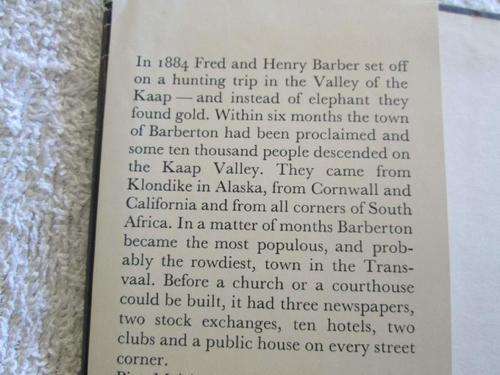 In 1884 Fred and Henry Barber set off
on a hunting trip in the Valley of the
Kaap — and instead of elephant they
found gold. Within six months the town
of Barberton had been proclaimed and
some ten thousand people descended on
the Kaap Valley. They came from
Klondike in Alaska, from Cornwall and
California and from all corners of South
Africa. In a matter of months Barberton
became the most populous, and prob-
ably the rowdiest, town in the Trans-
vaal. Before a church or a courthouse
could be built, it had three newspapers,
two stock exchanges, ten hotels, two
clubs and a public house on every street
corner.